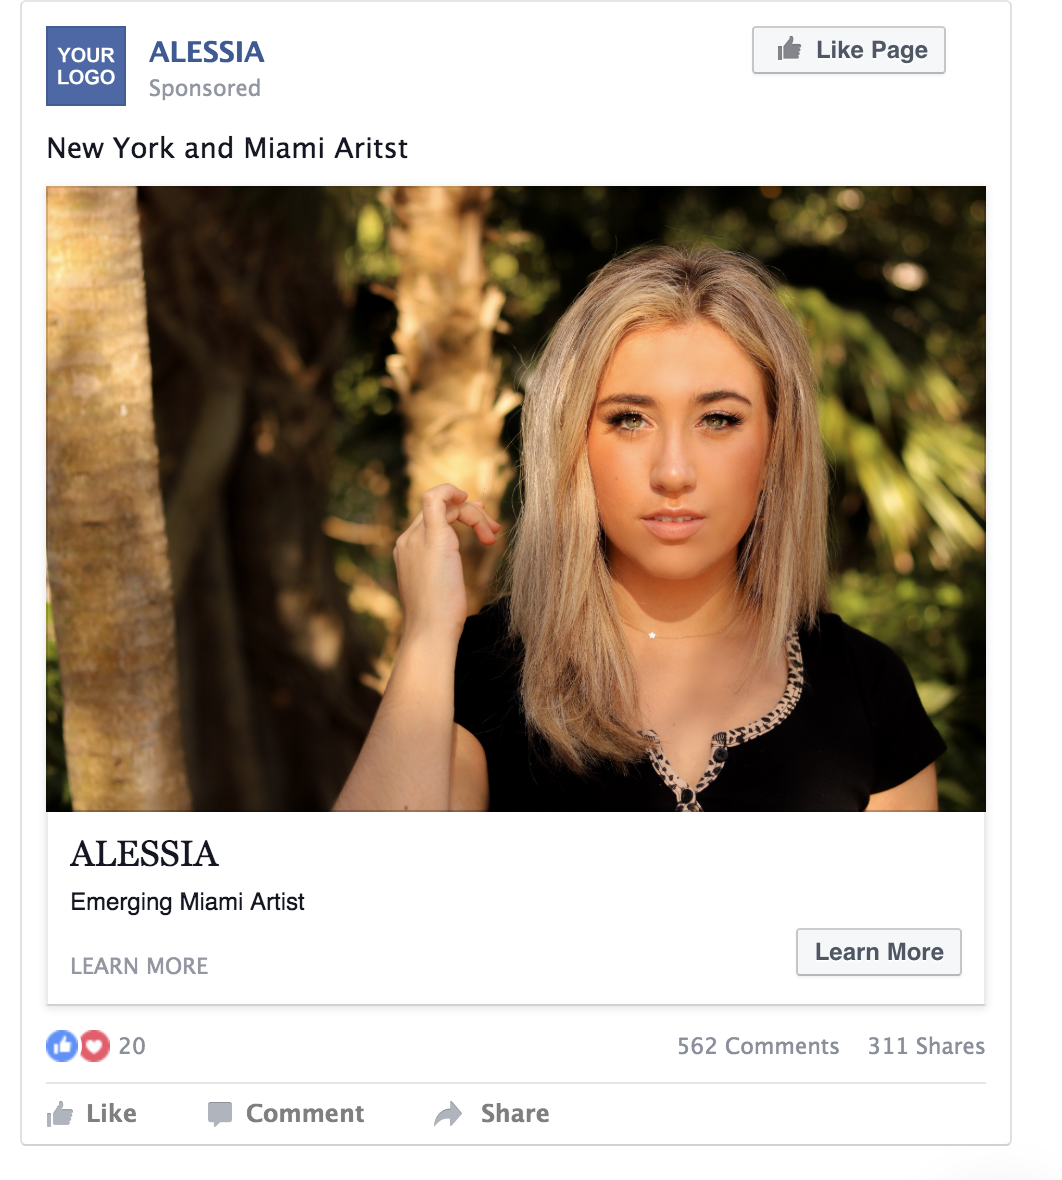 YOUR
LOGO
ALESSIA
Sponsored
Like Page
New York and Miami Aritst
ALESSIA
Emerging Miami Artist
LEARN MORE
Learn More
20
562 Comments 311 Shares
Like Comment Share